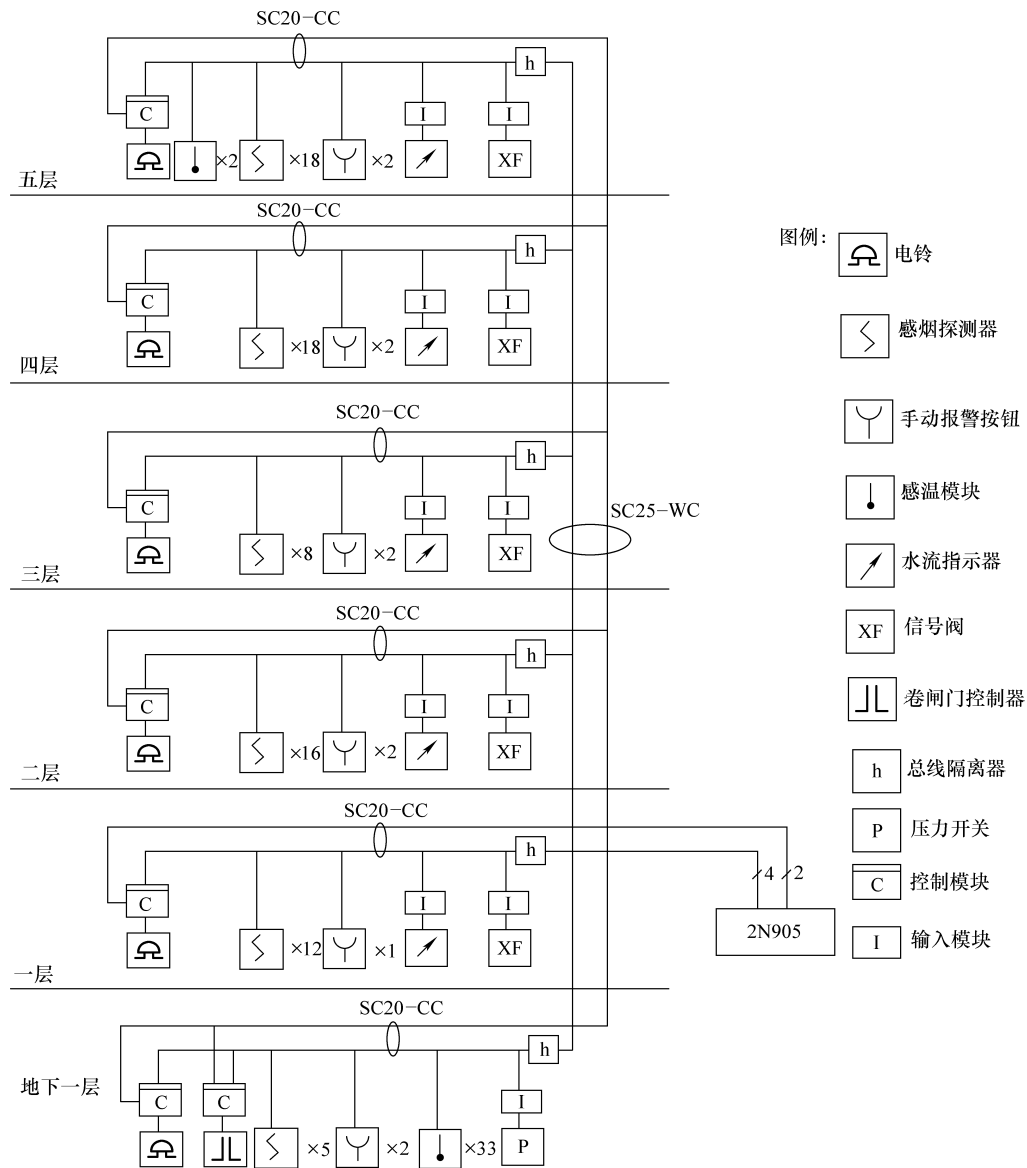 SC20-CC
h
C
I
I
×2
×18
×2
XF
五层
SC20-CC
h
C
I
I
×18
×2
XF
四层
SC20-CC
h
C
I
I
×8
×2
XF
三层
SC25-WC
SC20-CC
h
C
I
I
×16
×2
XF
二层
SC20-CC
h
C
I
I
×12
×1
XF
一层
4
2
2N905
SC20-CC
h
地下一层
C
C
I
×5
×2
×33
P
图例：
电铃
感烟探测器
手动报警按钮
感温模块
水流指示器
XF 信号阀
卷闸门控制器
h 总线隔离器
P 压力开关
C 控制模块
I 输入模块